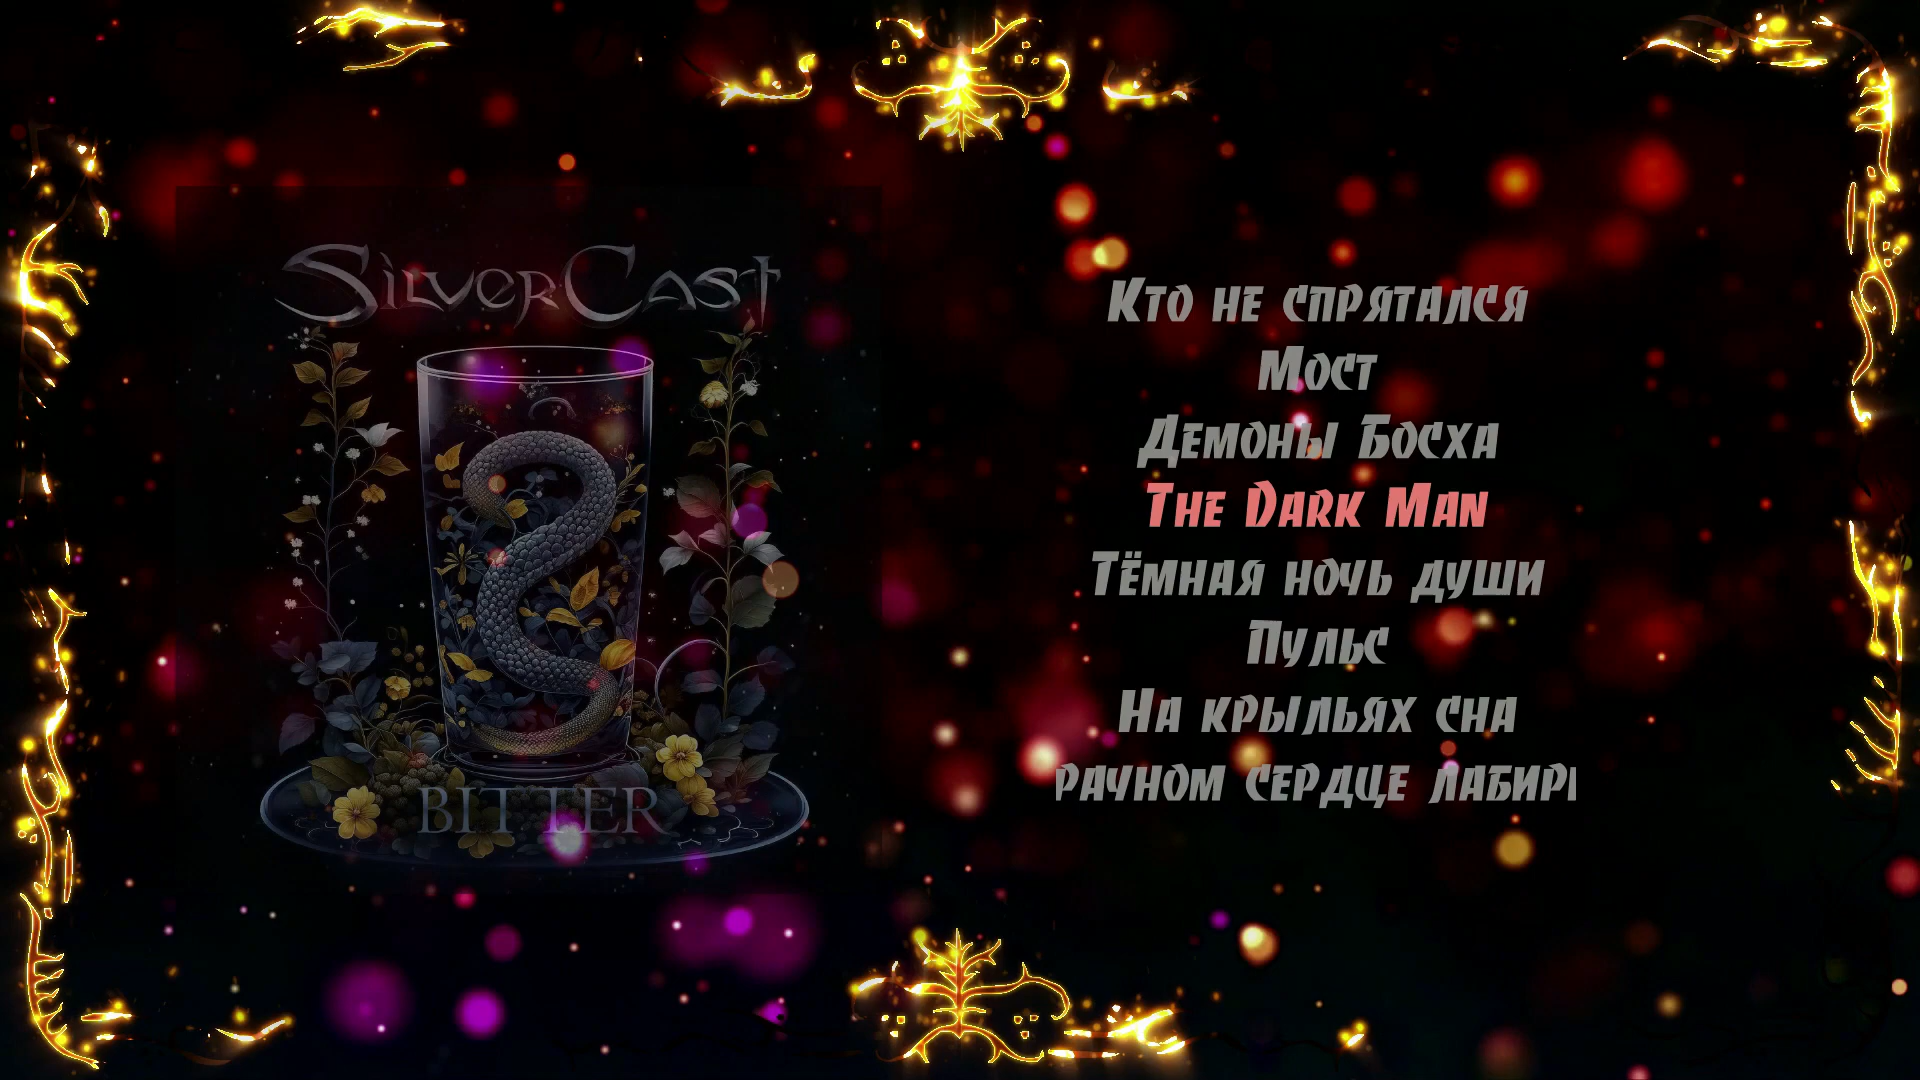 SilverCast
BITTER
Кто не спрятался
Мост
Демоны Босха
The Dark Man
Тёмная ночь души
Пульс
На крыльях сна
сердце